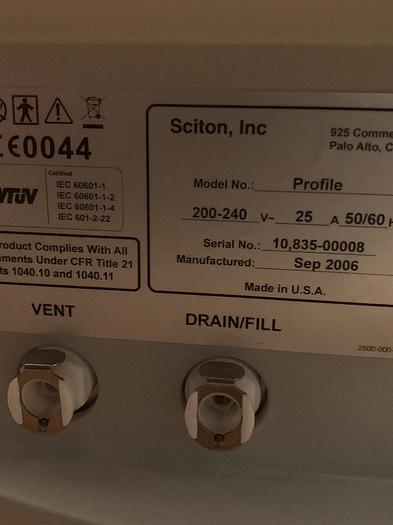 CE0044
TÜV
Certified
IEC 60601-1
IEC 60601-1-2
IEC 60601-1-4
IEC 601-2-22
roduct Complies With All
ements Under CFR Title 21
ts 1040.10 and 1040.11
Sciton, Inc
925 Comme
Palo Alto, C
Model No.: Profile
200-240 V~ 25 A 50/60 H
Serial No.: 10,835-00008
Manufactured: Sep 2006
Made in U.S.A.
VENT
DRAIN/FILL
2500-000